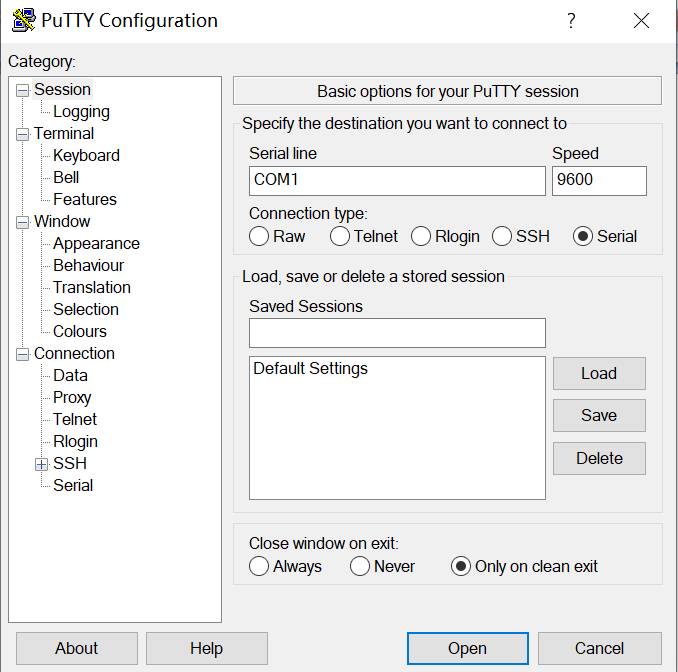 PuTTY Configuration
?
Category:
Session
Logging
Terminal
Keyboard
Bell
Features
Window
Appearance
Behaviour
Translation
Selection
Colours
Connection
Data
Proxy
Telnet
Rlogin
SSH
Serial
Basic options for your PuTTY session
Specify the destination you want to connect to
Serial line Speed
COM1 9600
Connection type:
Raw Telnet Rlogin SSH Serial
Load, save or delete a stored session
Saved Sessions
Default Settings
Load
Save
Delete
Close window on exit:
Always Never Only on clean exit
About Help Open Cancel